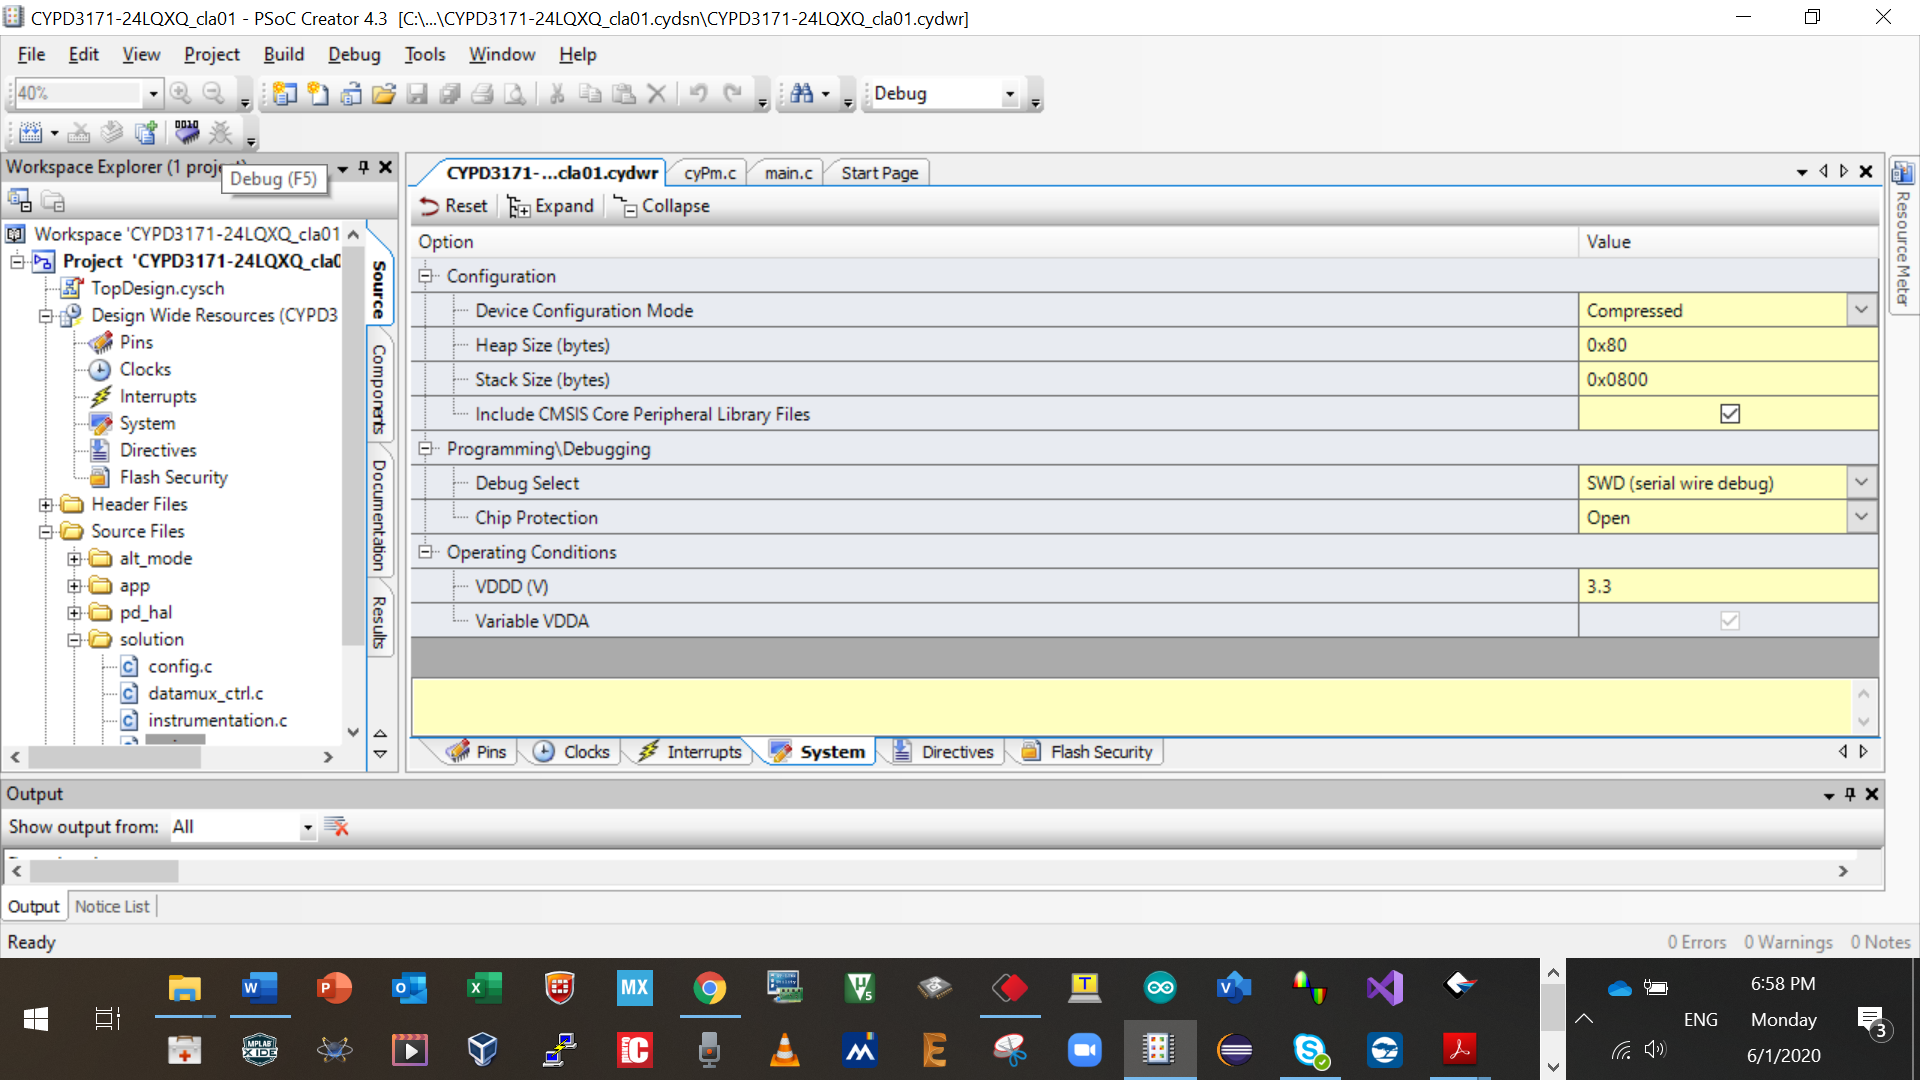 CYPD3171-24LQXQ_cla01 - PSoC Creator 4.3 [C:\...\CYPD3171-24LQXQ_cla01.cydsn\CYPD3171-24LQXQ_cla01.cydwr]
File Edit View Project Build Debug Tools Window Help
40%
Debug
Workspace Explorer (1 proje
Debug (F5)
CYPD3171-...cla01.cydwr cyPm.c main.c Start Page
Reset Expand Collapse
Workspace 'CYPD3171-24LQXQ_cla01
Project 'CYPD3171-24LQXQ_cla0
TopDesign.cysch
Design Wide Resources (CYPD3
Pins
Clocks
Interrupts
System
Directives
Flash Security
Header Files
Source Files
alt_mode
app
pd_hal
solution
config.c
datamux_ctrl.c
instrumentation.c
Source
Components
Documentation
Results
Option Value
Configuration
Device Configuration Mode Compressed
Heap Size (bytes) 0x80
Stack Size (bytes) 0x0800
Include CMSIS Core Peripheral Library Files
Programming\Debugging
Debug Select SWD (serial wire debug)
Chip Protection Open
Operating Conditions
VDDD (V) 3.3
Variable VDDA
Pins Clocks Interrupts System Directives Flash Security
Resource Meter
Output
Show output from: All
Output Notice List
Ready 0 Errors 0 Warnings 0 Notes
MX
ENG
6:58 PM
Monday
6/1/2020
3